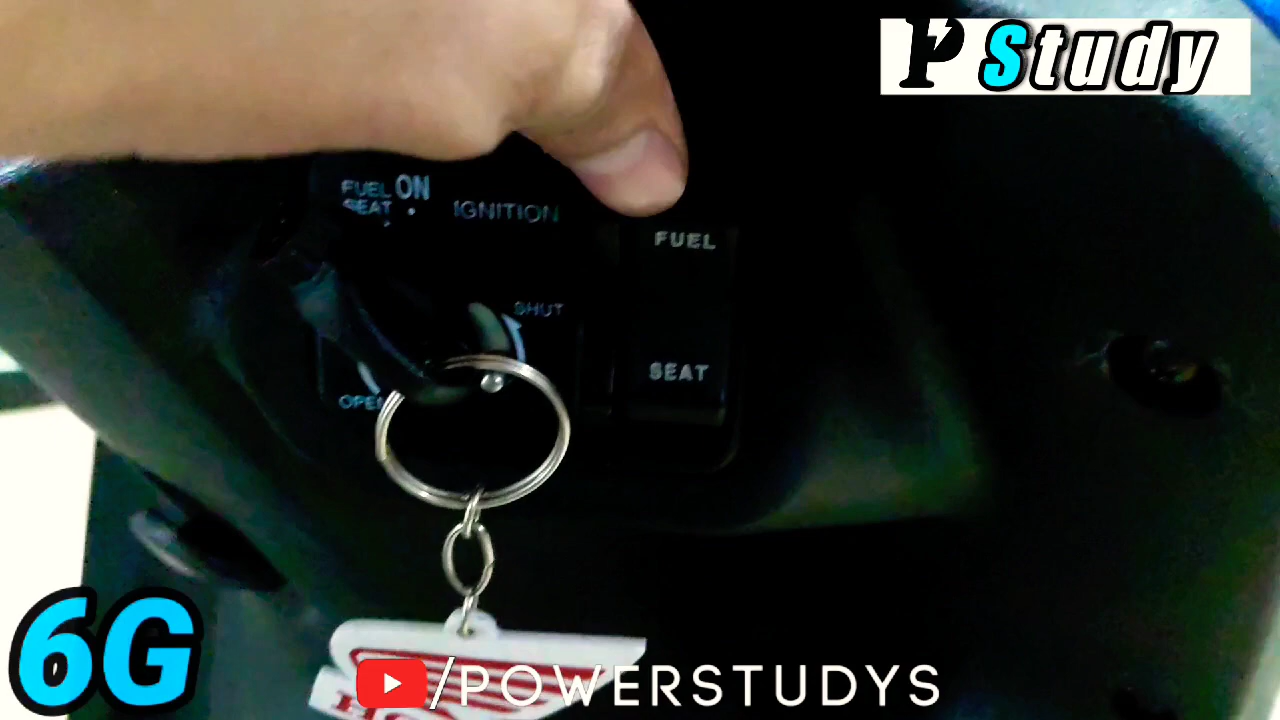 P Study
FUEL ON
SEAT
IGNITION
FUEL
SHUT
SEAT
OPEN
6G
/POWERSTUDYS